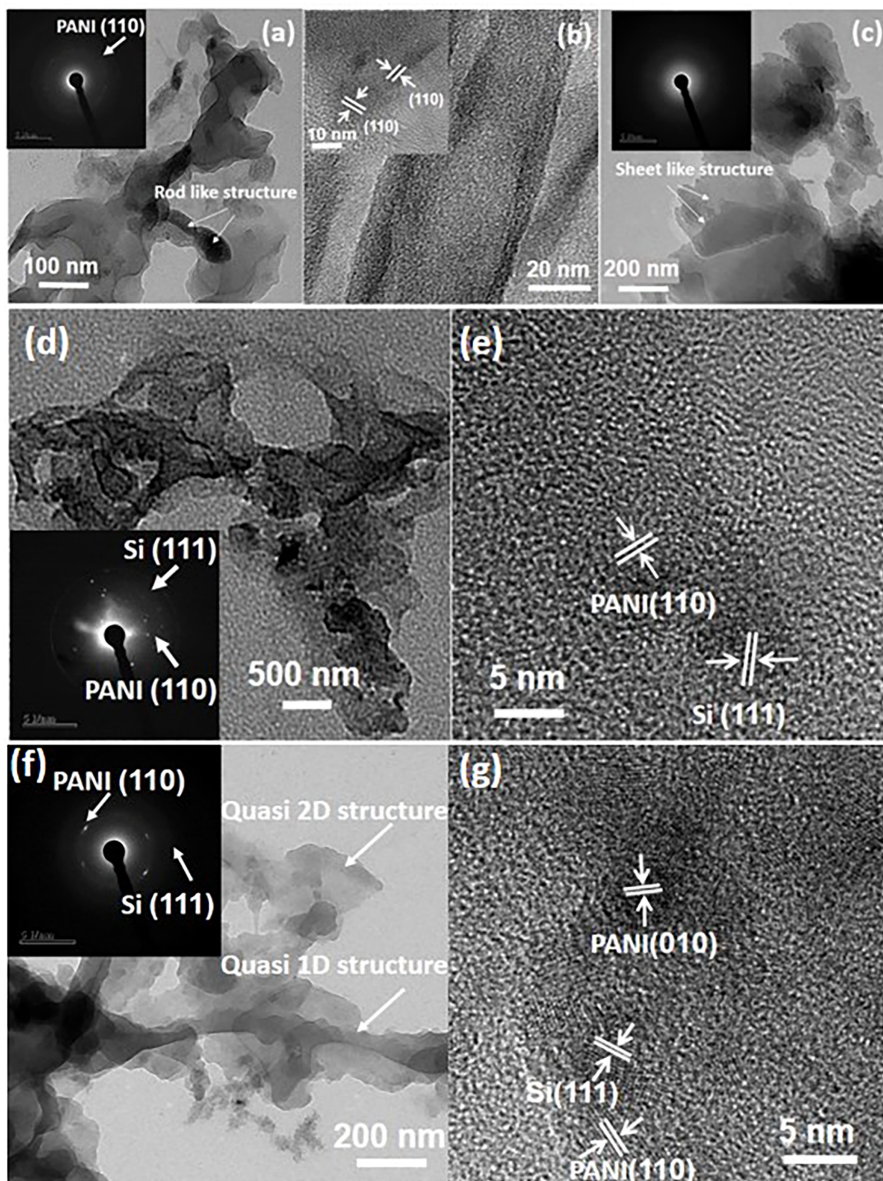 PANI (110)
(a)
Rod like structure
100 nm
(b)
(110)
(110)
10 nm
20 nm
(c)
Sheet like structure
200 nm
(d)
Si (111)
PANI (110)
500 nm
(e)
PANI(110)
5 nm
Si (111)
(f)
PANI (110)
Si (111)
Quasi 2D structure
Quasi 1D structure
200 nm
(g)
PANI(010)
Si(111)
PANI(110)
5 nm